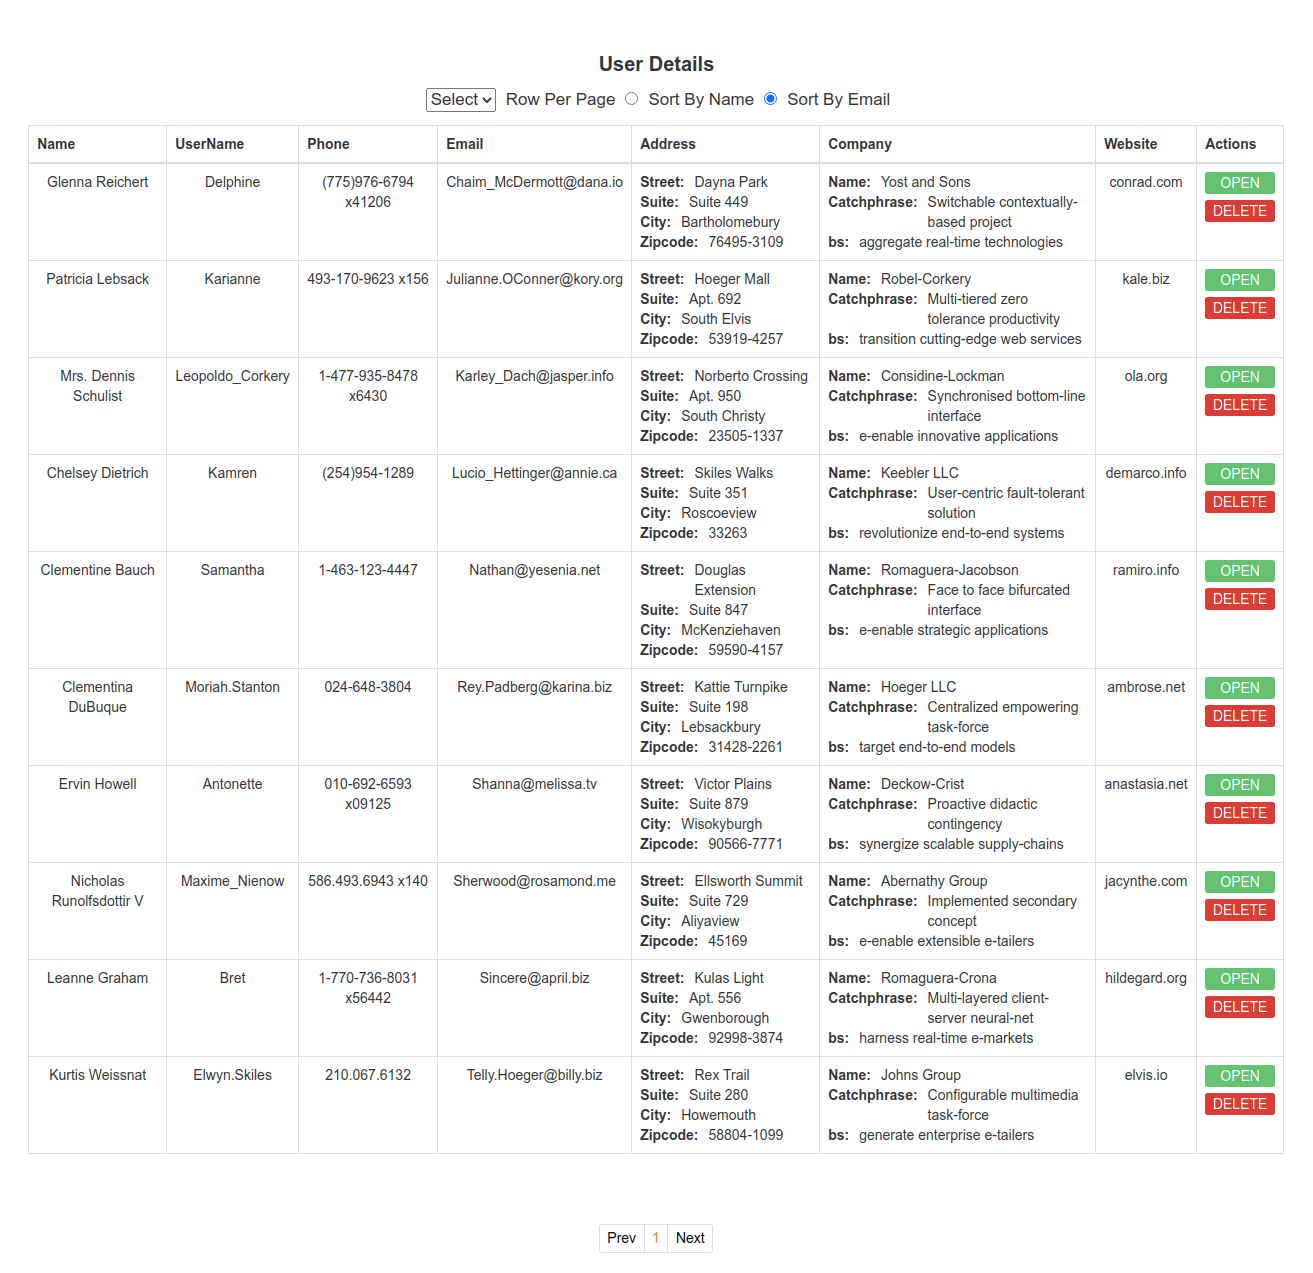 User Details
Select Row Per Page Sort By Name Sort By Email
Name UserName Phone Email Address Company Website Actions
Glenna Reichert Delphine (775)976-6794 x41206 Chaim_McDermott@dana.io
Street: Dayna Park
Suite: Suite 449
City: Bartholomebury
Zipcode: 76495-3109
Name: Yost and Sons
Catchphrase: Switchable contextually-
based project
bs: aggregate real-time technologies
conrad.com
OPEN
DELETE
Patricia Lebsack Karianne 493-170-9623 x156 Julianne.OConner@kory.org
Street: Hoeger Mall
Suite: Apt. 692
City: South Elvis
Zipcode: 53919-4257
Name: Robel-Corkery
Catchphrase: Multi-tiered zero
tolerance productivity
bs: transition cutting-edge web services
kale.biz
OPEN
DELETE
Mrs. Dennis
Schulist
Leopoldo_Corkery
1-477-935-8478
x6430
Karley_Dach@jasper.info
Street: Norberto Crossing
Suite: Apt. 950
City: South Christy
Zipcode: 23505-1337
Name: Considine-Lockman
Catchphrase: Synchronised bottom-line
interface
bs: e-enable innovative applications
ola.org
OPEN
DELETE
Chelsey Dietrich Kamren (254)954-1289 Lucio_Hettinger@annie.ca
Street: Skiles Walks
Suite: Suite 351
City: Roscoeview
Zipcode: 33263
Name: Keebler LLC
Catchphrase: User-centric fault-tolerant
solution
bs: revolutionize end-to-end systems
demarco.info
OPEN
DELETE
Clementine Bauch Samantha 1-463-123-4447 Nathan@yesenia.net
Street: Douglas
Extension
Suite: Suite 847
City: McKenziehaven
Zipcode: 59590-4157
Name: Romaguera-Jacobson
Catchphrase: Face to face bifurcated
interface
bs: e-enable strategic applications
ramiro.info
OPEN
DELETE
Clementina
DuBuque
Moriah.Stanton
024-648-3804
Rey.Padberg@karina.biz
Street: Kattie Turnpike
Suite: Suite 198
City: Lebsackbury
Zipcode: 31428-2261
Name: Hoeger LLC
Catchphrase: Centralized empowering
task-force
bs: target end-to-end models
ambrose.net
OPEN
DELETE
Ervin Howell
Antonette
010-692-6593
x09125
Shanna@melissa.tv
Street: Victor Plains
Suite: Suite 879
City: Wisokyburgh
Zipcode: 90566-7771
Name: Deckow-Crist
Catchphrase: Proactive didactic
contingency
bs: synergize scalable supply-chains
anastasia.net
OPEN
DELETE
Nicholas
Runolfsdottir V
Maxime_Nienow
586.493.6943 x140
Sherwood@rosamond.me
Street: Ellsworth Summit
Suite: Suite 729
City: Aliyaview
Zipcode: 45169
Name: Abernathy Group
Catchphrase: Implemented secondary
concept
bs: e-enable extensible e-tailers
jacynthe.com
OPEN
DELETE
Leanne Graham
Bret
1-770-736-8031
x56442
Sincere@april.biz
Street: Kulas Light
Suite: Apt. 556
City: Gwenborough
Zipcode: 92998-3874
Name: Romaguera-Crona
Catchphrase: Multi-layered client-
server neural-net
bs: harness real-time e-markets
hildegard.org
OPEN
DELETE
Kurtis Weissnat
Elwyn.Skiles
210.067.6132
Telly.Hoeger@billy.biz
Street: Rex Trail
Suite: Suite 280
City: Howemouth
Zipcode: 58804-1099
Name: Johns Group
Catchphrase: Configurable multimedia
task-force
bs: generate enterprise e-tailers
elvis.io
OPEN
DELETE
Prev 1 Next